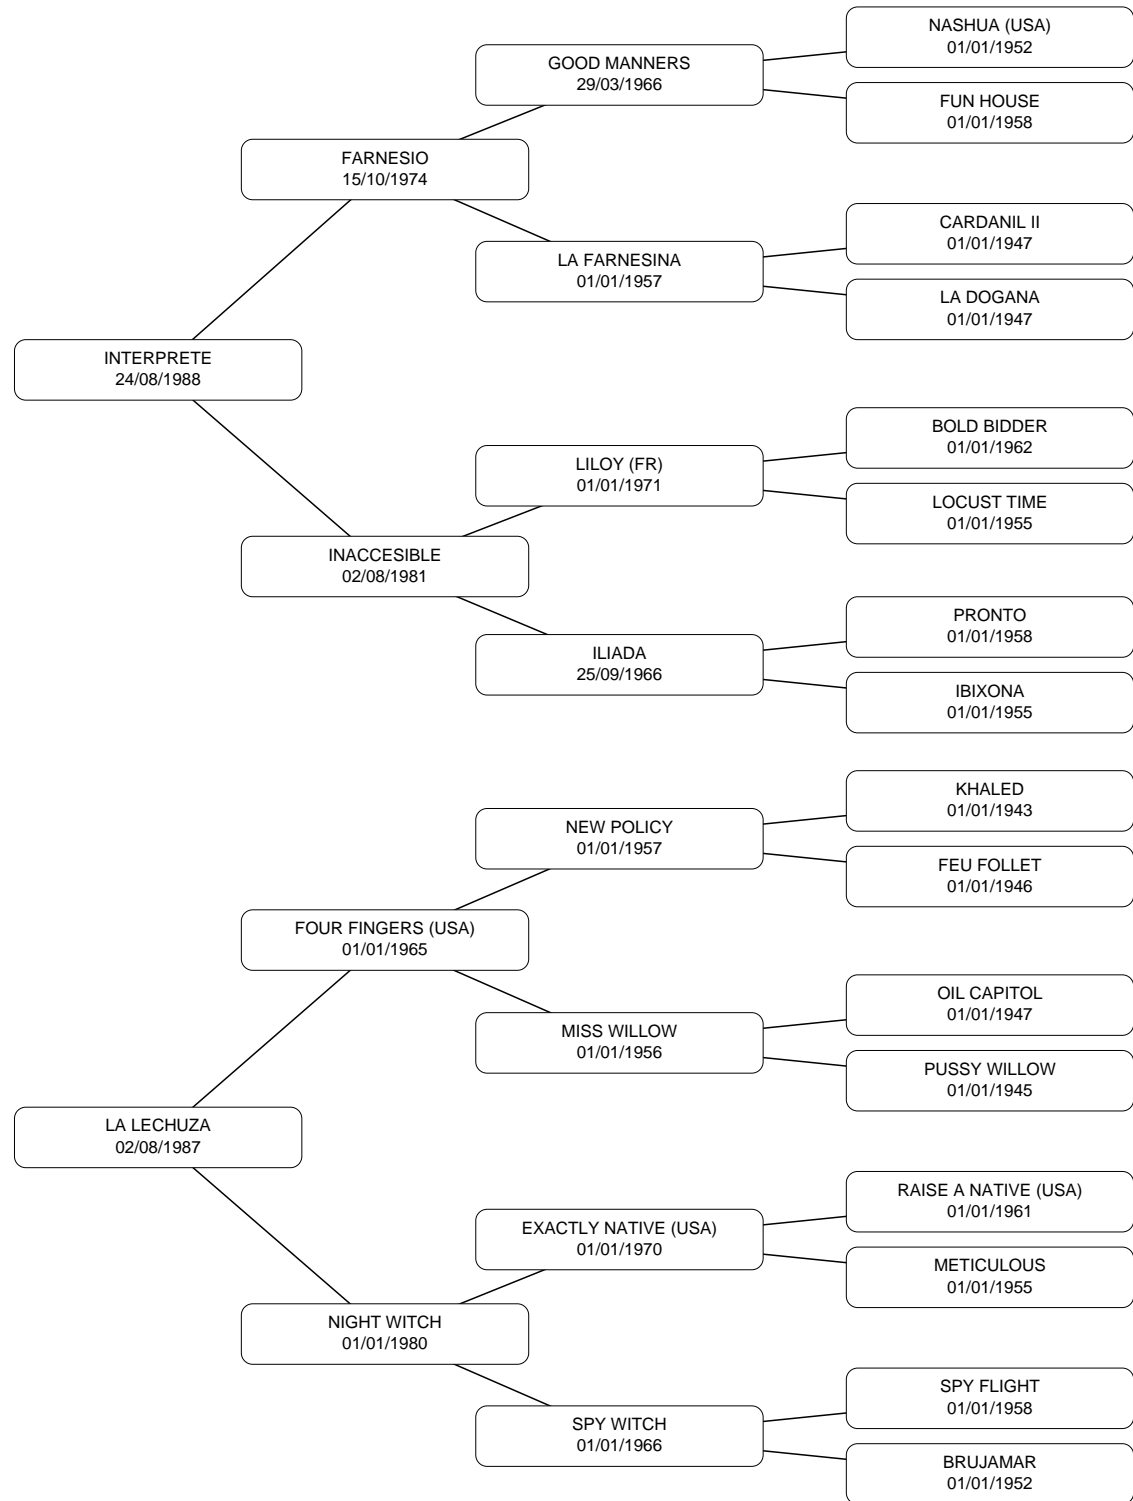 NASHUA (USA)
01/01/1952
GOOD MANNERS
29/03/1966
FUN HOUSE
01/01/1958
FARNESIO
15/10/1974
CARDANIL II
01/01/1947
LA FARNESINA
01/01/1957
LA DOGANA
01/01/1947
INTERPRETE
24/08/1988
BOLD BIDDER
01/01/1962
LILOY (FR)
01/01/1971
LOCUST TIME
01/01/1955
INACCESIBLE
02/08/1981
PRONTO
01/01/1958
ILIADA
25/09/1966
IBIXONA
01/01/1955
KHALED
01/01/1943
NEW POLICY
01/01/1957
FEU FOLLET
01/01/1946
FOUR FINGERS (USA)
01/01/1965
OIL CAPITOL
01/01/1947
MISS WILLOW
01/01/1956
PUSSY WILLOW
01/01/1945
LA LECHUZA
02/08/1987
RAISE A NATIVE (USA)
01/01/1961
EXACTLY NATIVE (USA)
01/01/1970
METICULOUS
01/01/1955
NIGHT WITCH
01/01/1980
SPY FLIGHT
01/01/1958
SPY WITCH
01/01/1966
BRUJAMAR
01/01/1952